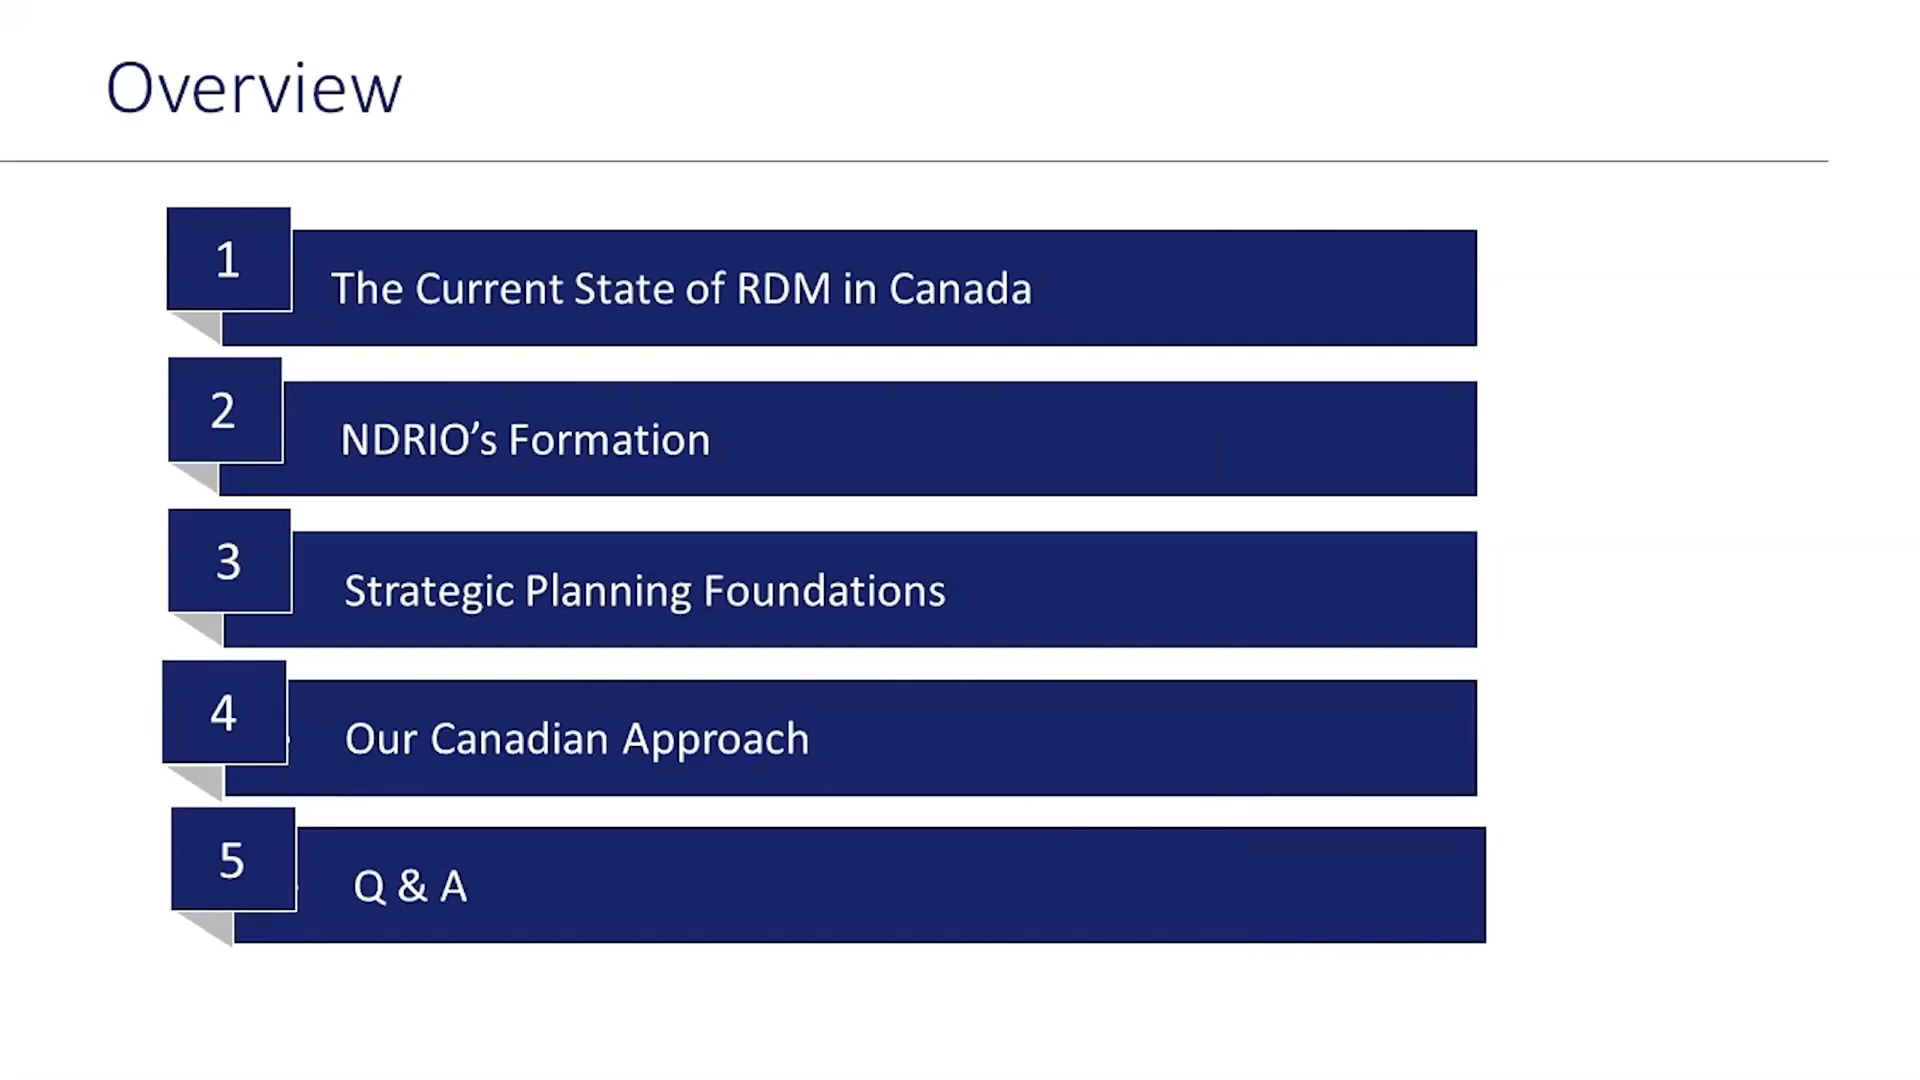 Overview
1
The Current State of RDM in Canada
2
NDRIO’s Formation
3
Strategic Planning Foundations
4
Our Canadian Approach
5
Q & A